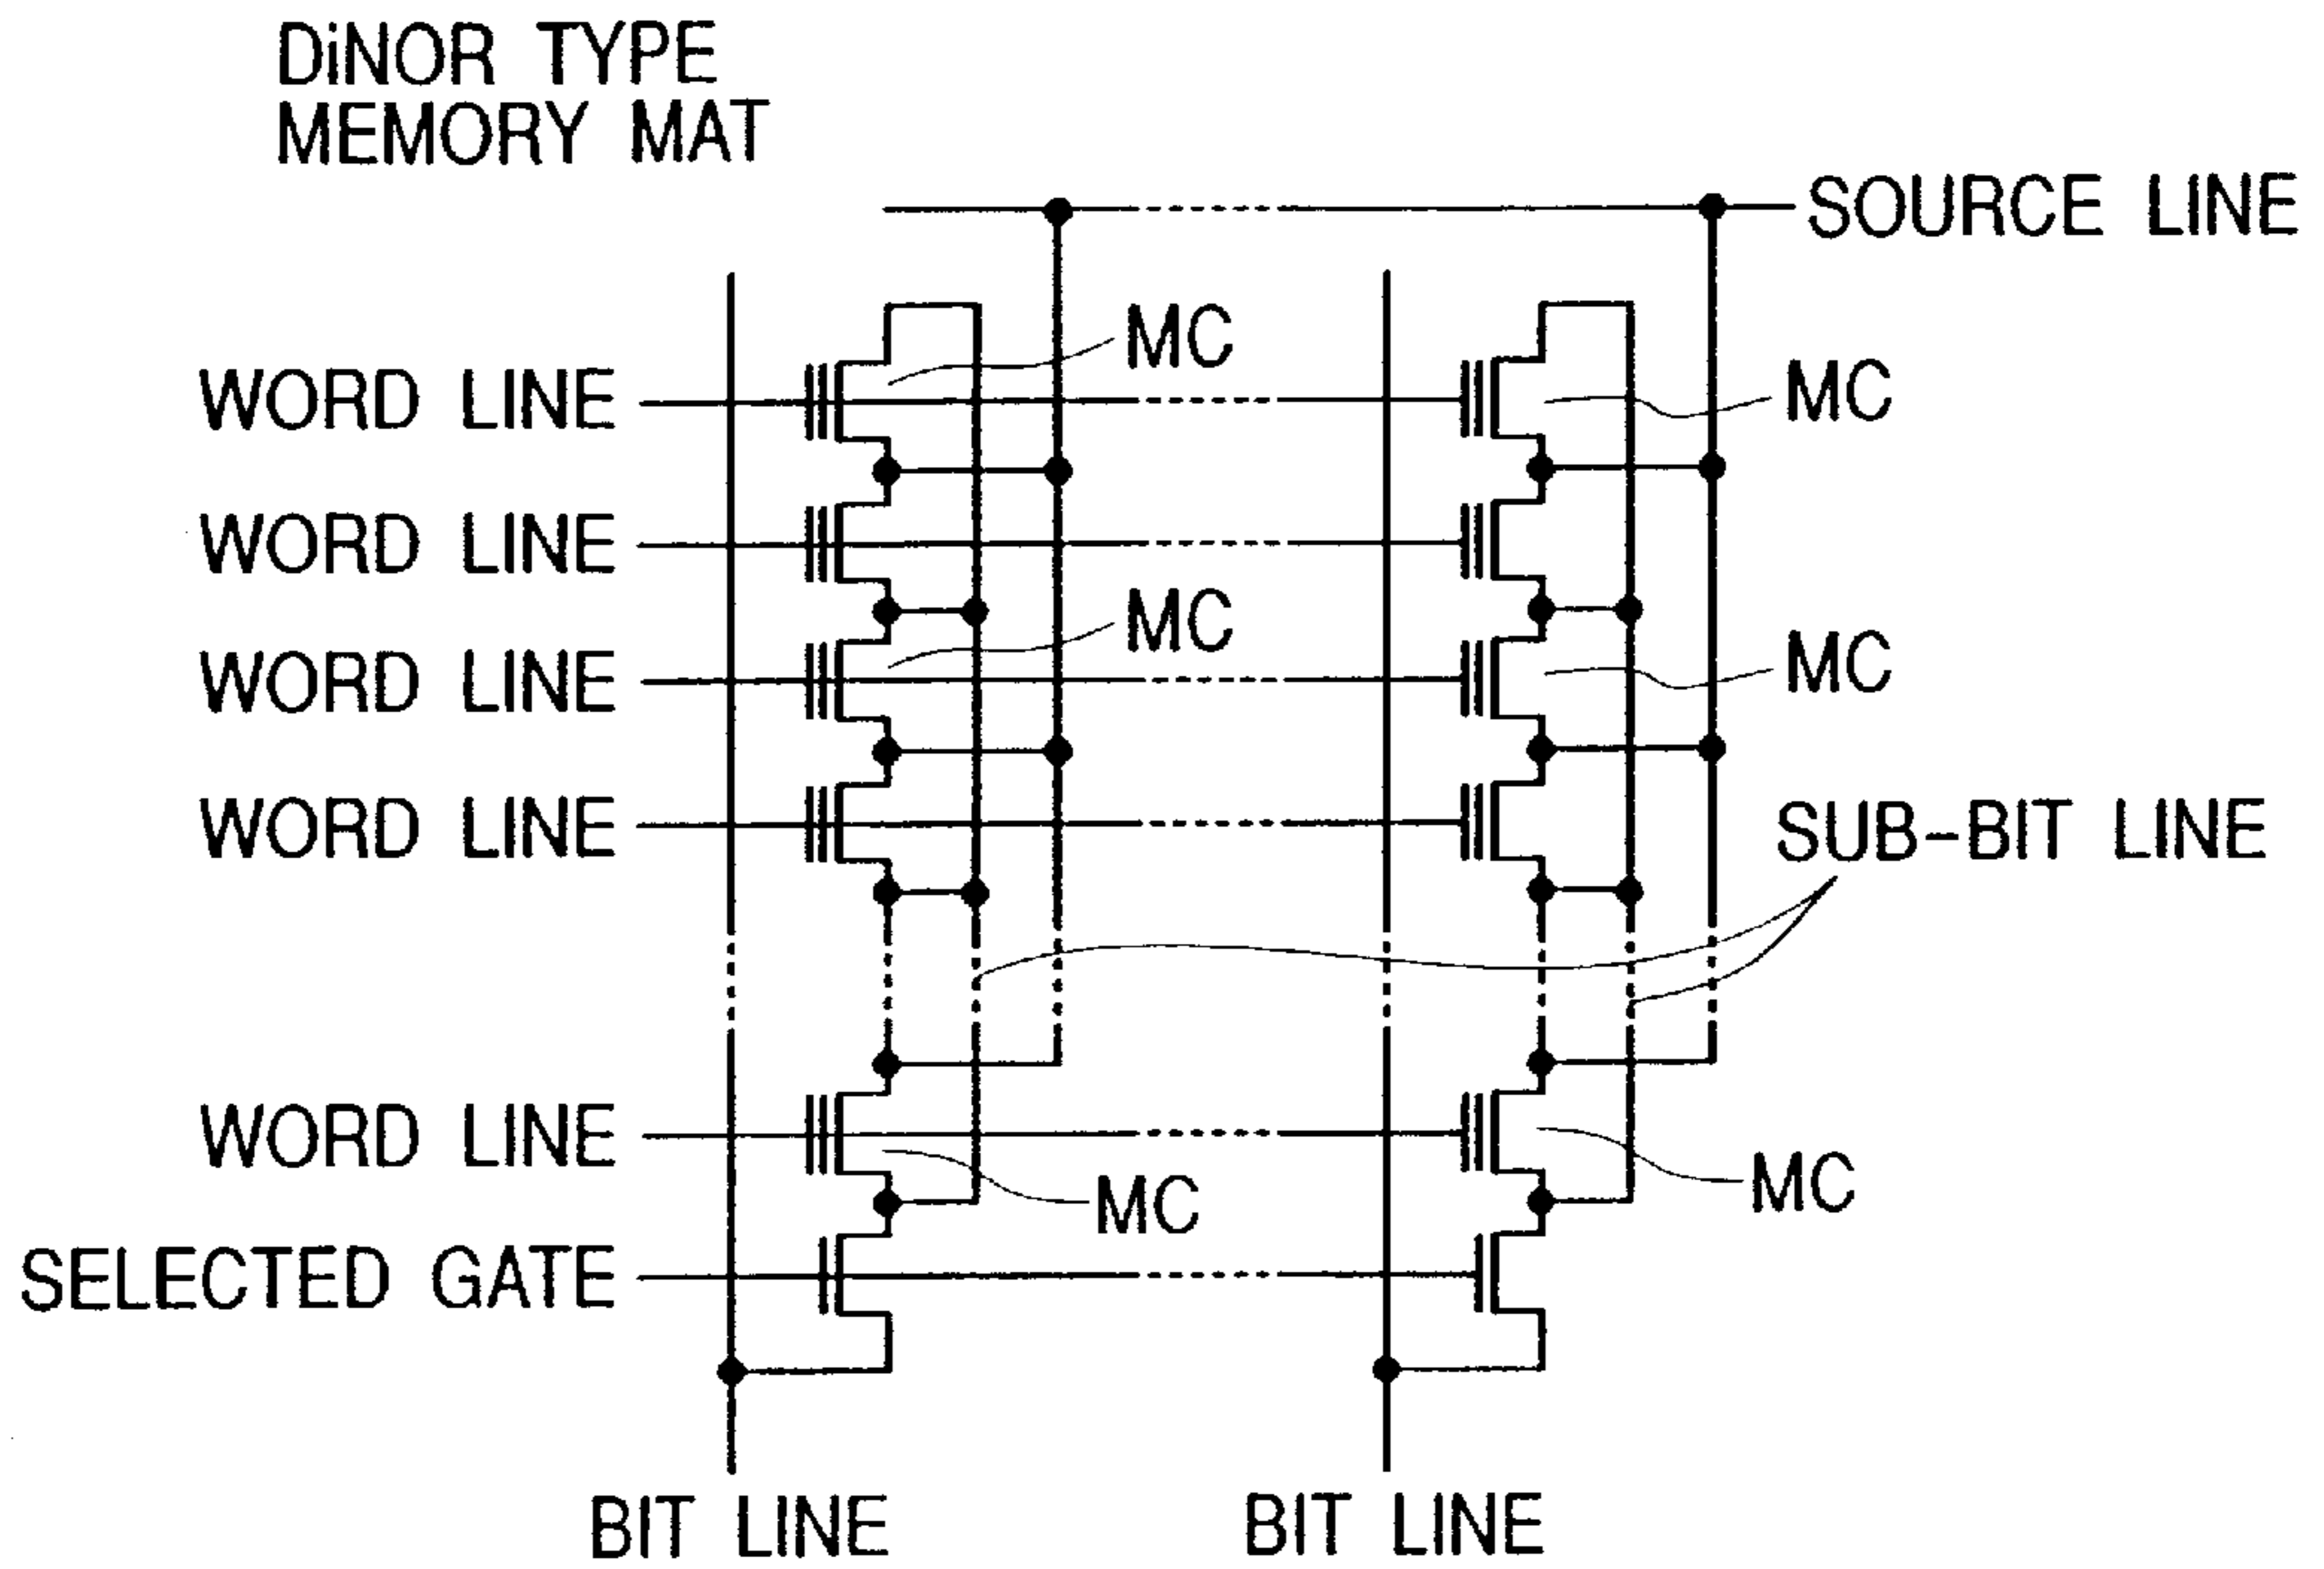 DiNOR TYPE
MEMORY MAT
SOURCE LINE
MC
WORD LINE
MC
WORD LINE
MC
WORD LINE
MC
WORD LINE
SUB-BIT LINE
WORD LINE
MC
MC
SELECTED GATE
BIT LINE
BIT LINE